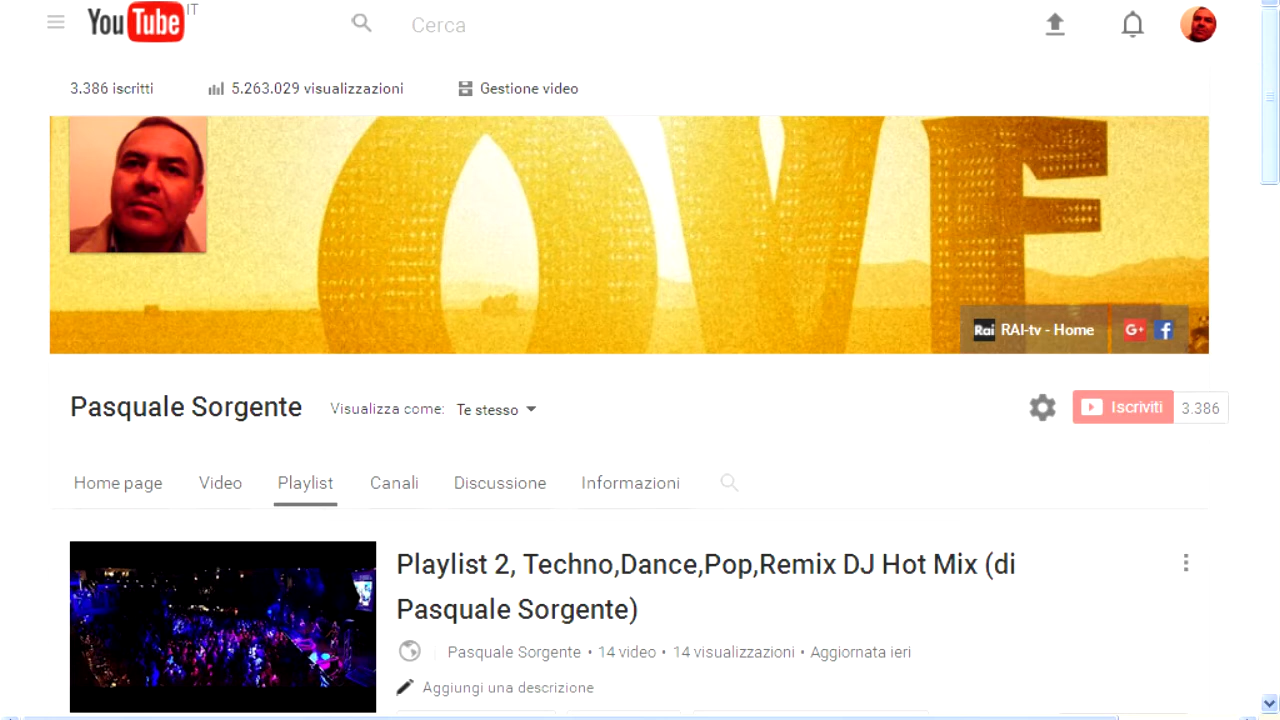 YouTube IT
Cerca
3.386 iscritti
5.263.029 visualizzazioni
Gestione video
OVE
Rai RAI-tv - Home G+ f
Pasquale Sorgente
Visualizza come: Te stesso
Iscriviti 3.386
Home page Video Playlist Canali Discussione Informazioni
Playlist 2, Techno,Dance,Pop,Remix DJ Hot Mix (di
Pasquale Sorgente)
Pasquale Sorgente • 14 video • 14 visualizzazioni • Aggiornata ieri
Aggiungi una descrizione